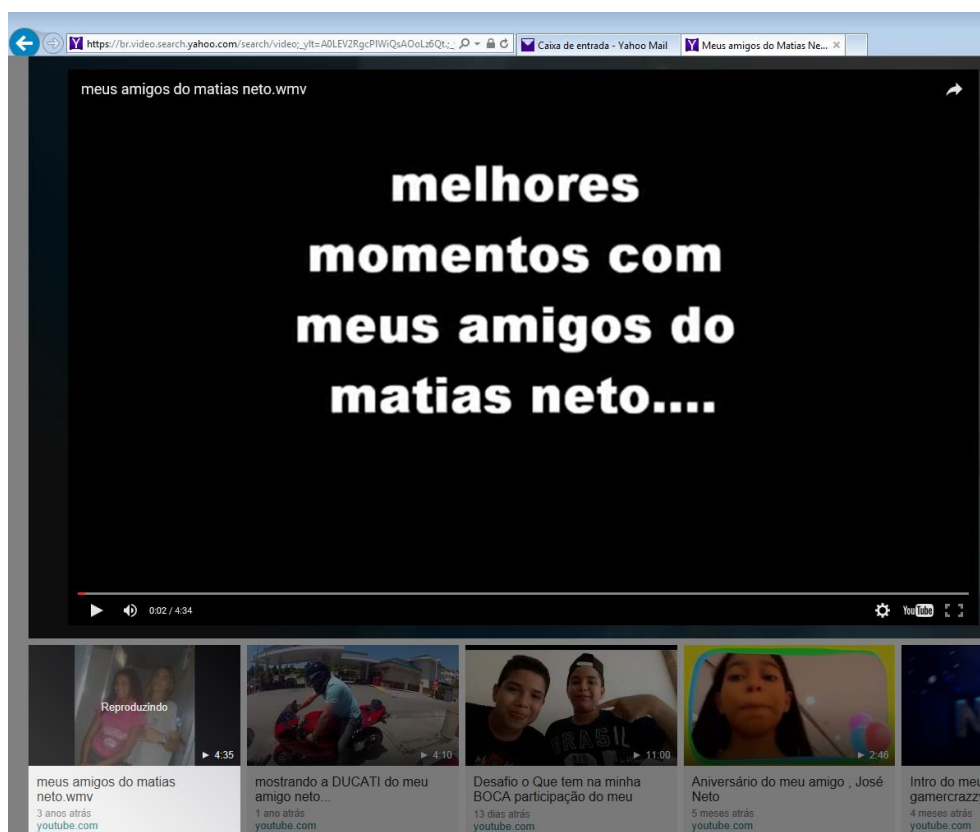 https://br.video.search.yahoo.com/search/video;_ylt=A0LEV2RgcPIWiQsAOoLz6Qt.;_
Caixa de entrada - Yahoo Mail
Meus amigos do Matias Ne...
meus amigos do matias neto.wmv
melhores
momentos com
meus amigos do
matias neto....
0:02 / 4:34
YouTube
Reproduzindo
4:35
4:10
BRASIL
11:00
2:46
meus amigos do matias
neto.wmv
3 anos atrás
youtube.com
mostrando a DUCATI do meu
amigo neto...
1 ano atrás
youtube.com
Desafio o Que tem na minha
BOCA participação do meu
13 dias atrás
youtube.com
Aniversário do meu amigo , José
Neto
5 meses atrás
youtube.com
Intro do meu
gamercrazz
4 meses atrás
youtube.com